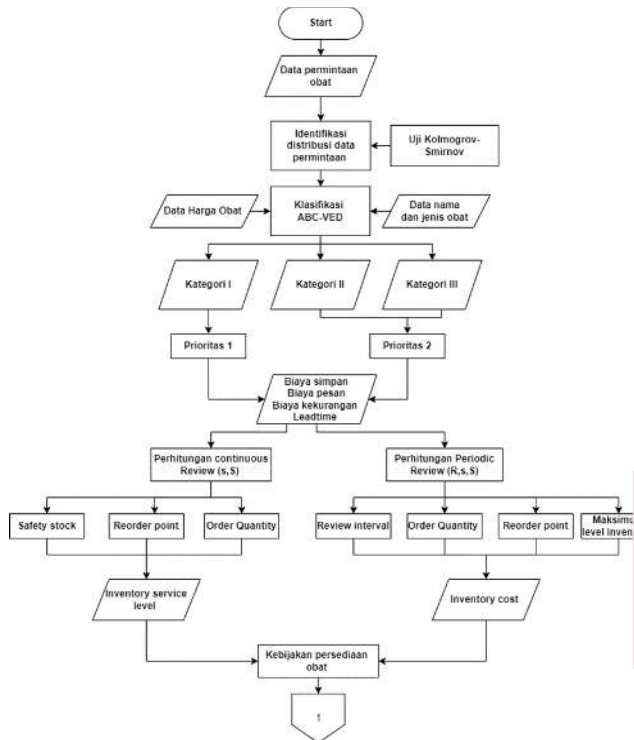 Start
Data permintaan
obat
Identifikasi
distribusi data
permintaan
Uji Kolmogrov-
Smirnov
Data Harga Obat
Klasifikasi
ABC-VED
Data nama
dan jenis obat
Kategori I
Kategori II
Kategori III
Prioritas 1
Prioritas 2
Biaya simpan
Biaya pesan
Biaya kekurangan
Leadtime
Perhitungan continuous
Review (s,S)
Perhitungan Periodic
Review (R,s,S)
Safety stock
Reorder point
Order Quantity
Review interval
Order Quantity
Reorder point
Maksimu
level inven
Inventory service
level
Inventory cost
Kebijakan persediaan
obat
1